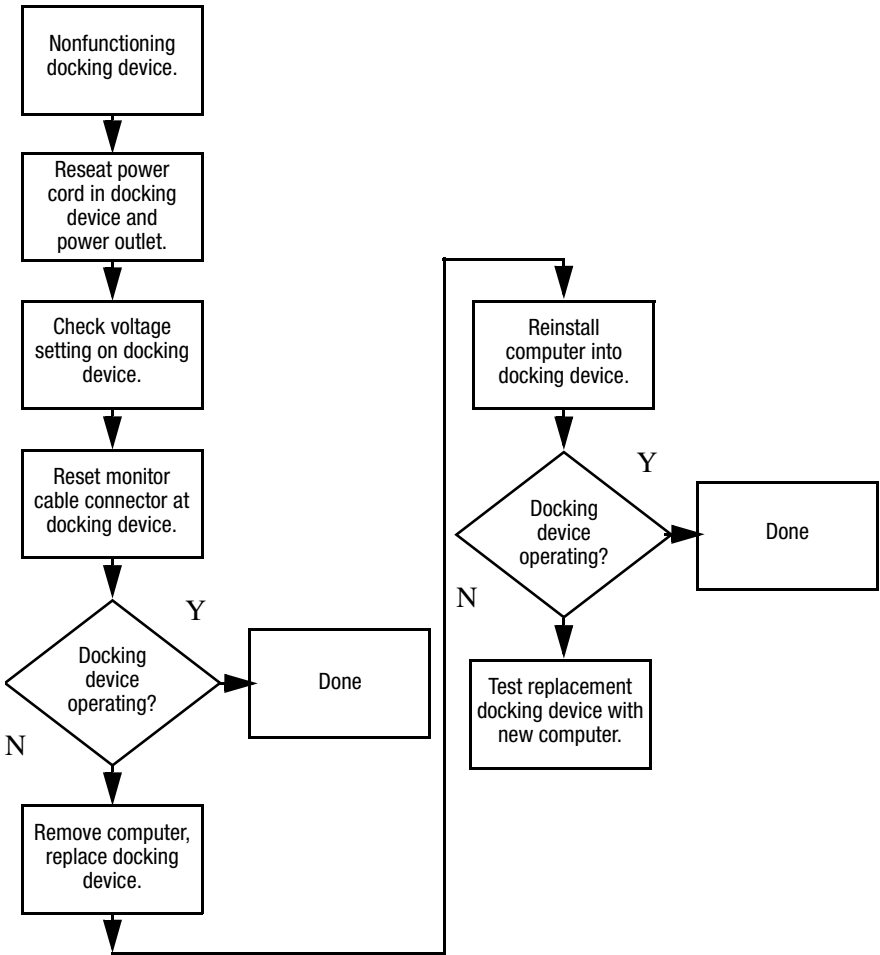 Nonfunctioning
docking device.
Reseat power
cord in docking
device and
power outlet.
Check voltage
setting on docking
device.
Reset monitor
cable connector at
docking device.
Docking
device
operating?
Y
Done
N
Remove computer,
replace docking
device.
Reinstall
computer into
docking device.
Docking
device
operating?
Y
Done
N
Test replacement
docking device with
new computer.